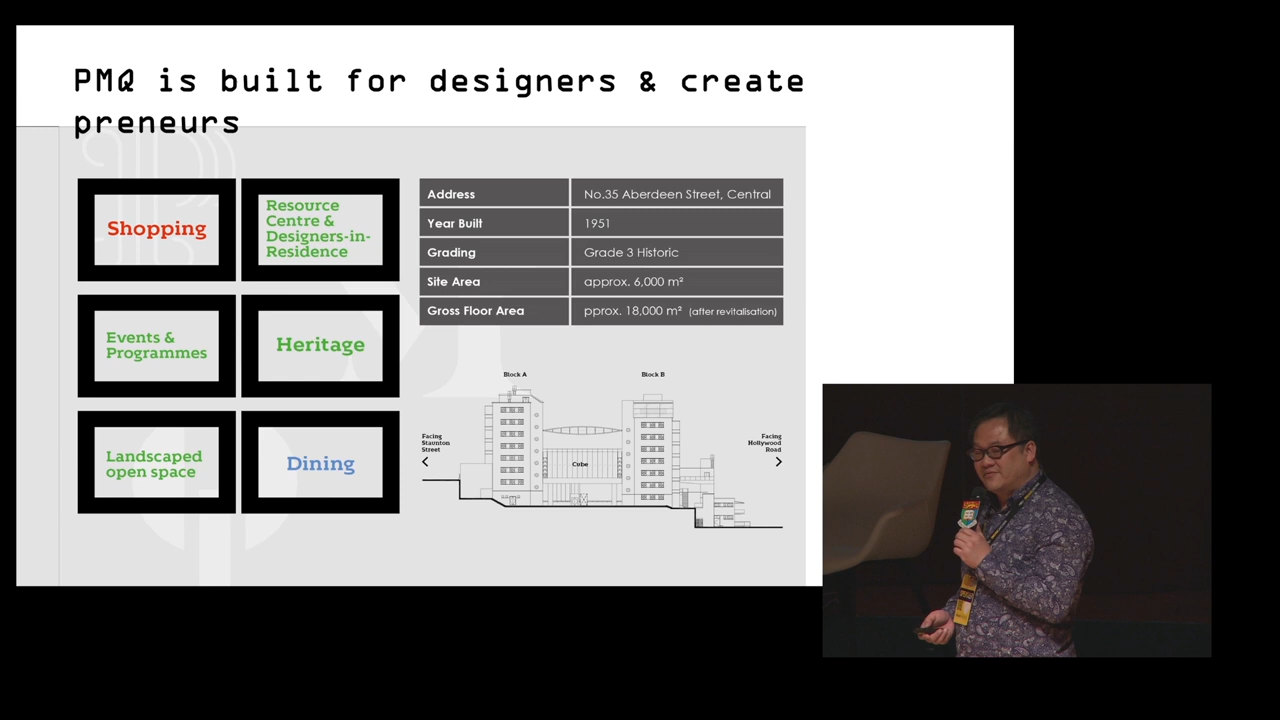 PMQ is built for designers & create
preneurs
Shopping
Resource
Centre &
Designers-in-
Residence
Events &
Programmes
Heritage
Landscaped
open space
Dining
Address No.35 Aberdeen Street, Central
Year Built 1951
Grading Grade 3 Historic
Site Area approx. 6,000 m²
Gross Floor Area pprox. 18,000 m² (after revitalisation)
Block A
Block B
Facing
Staunton
Street
Cube
Facing
Hollywood
Road